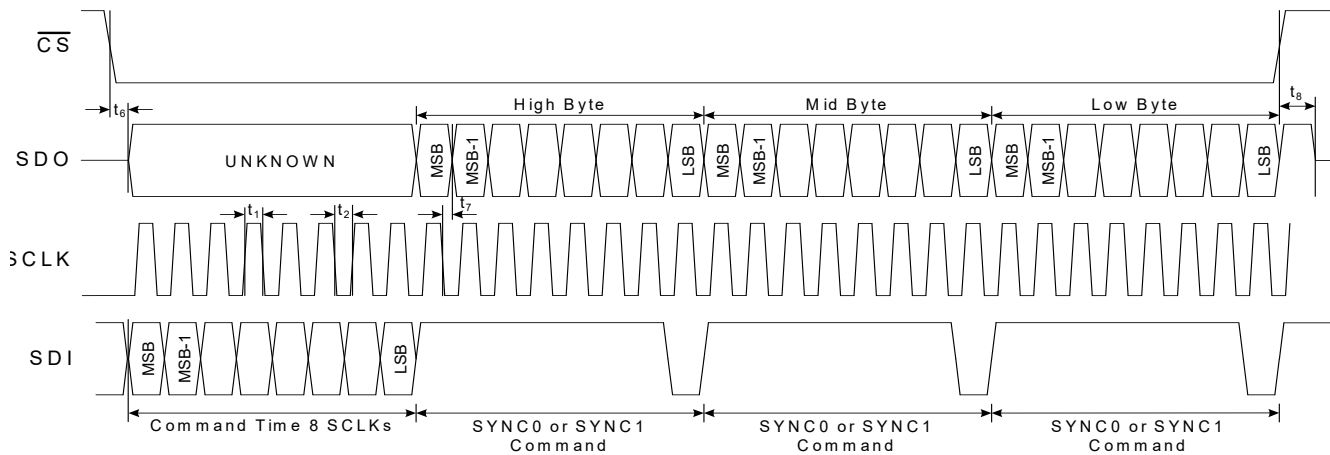 CS
t6
High Byte
Mid Byte
Low Byte
t8
SDO
UNKNOWN
MSB
MSB-1
LSB
MSB
MSB-1
LSB
MSB
MSB-1
LSB
t1
t2
t7
SCLK
SDI
MSB
MSB-1
LSB
Command Time 8 SCLKs
SYNC0 or SYNC1
Command
SYNC0 or SYNC1
Command
SYNC0 or SYNC1
Command